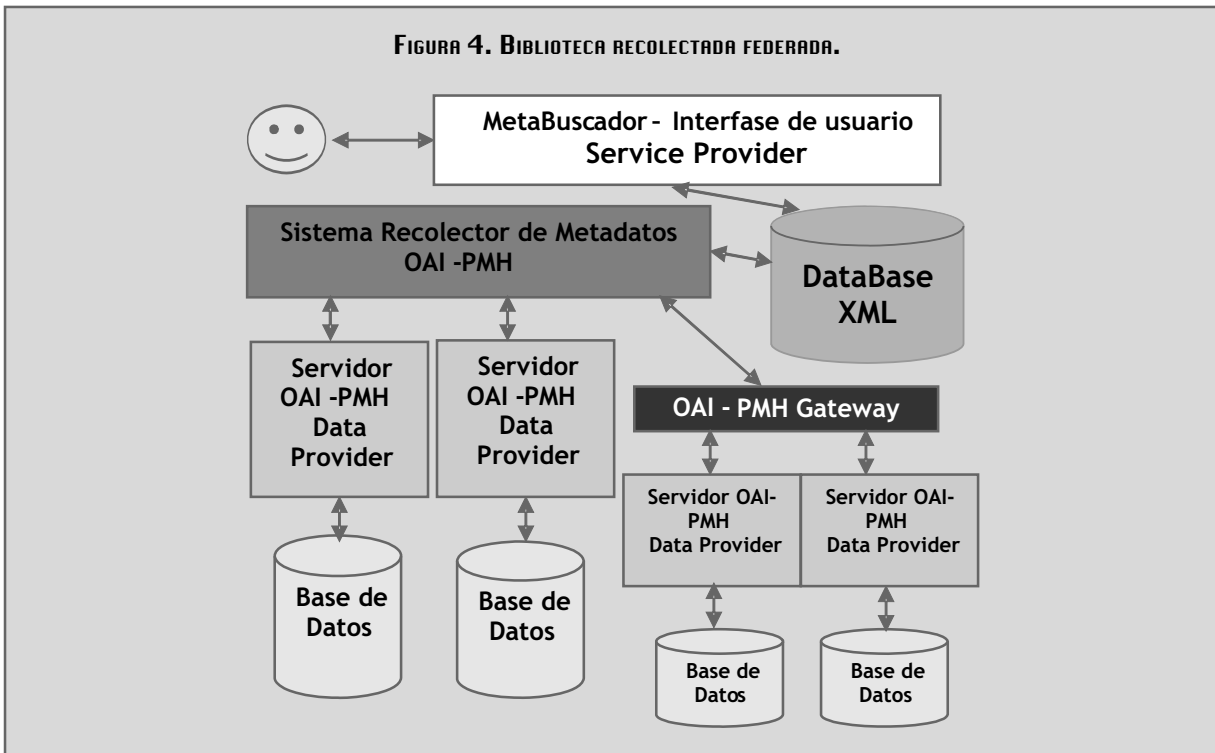 FIGURA 4. BIBLIOTECA RECOLECTADA FEDERADA.
MetaBuscador - Interfase de usuario
Service Provider
Sistema Recolector de Metadatos
OAI -PMH
DataBase
XML
Servidor
OAI -PMH
Data
Provider
Servidor
OAI -PMH
Data
Provider
OAI - PMH Gateway
Servidor OAI-
PMH
Data Provider
Servidor OAI-
PMH
Data Provider
Base de
Datos
Base de
Datos
Base de
Datos
Base de
Datos